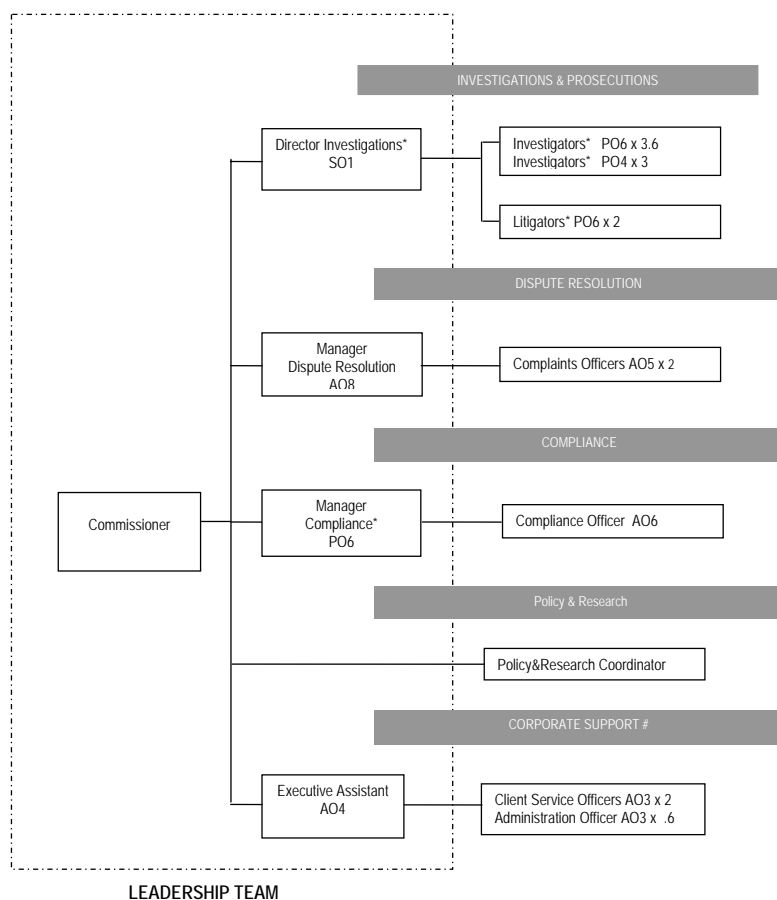 INVESTIGATIONS & PROSECUTIONS
Director Investigations*
SO1
Investigators* PO6 x 3.6
Investigators* PO4 x 3
Litigators* PO6 x 2
DISPUTE RESOLUTION
Manager
Dispute Resolution
AO8
Complaints Officers AO5 x 2
COMPLIANCE
Commissioner
Manager
Compliance*
PO6
Compliance Officer AO6
Policy & Research
Policy&Research Coordinator
CORPORATE SUPPORT #
Executive Assistant
AO4
Client Service Officers AO3 x 2
Administration Officer AO3 x .6
LEADERSHIP TEAM